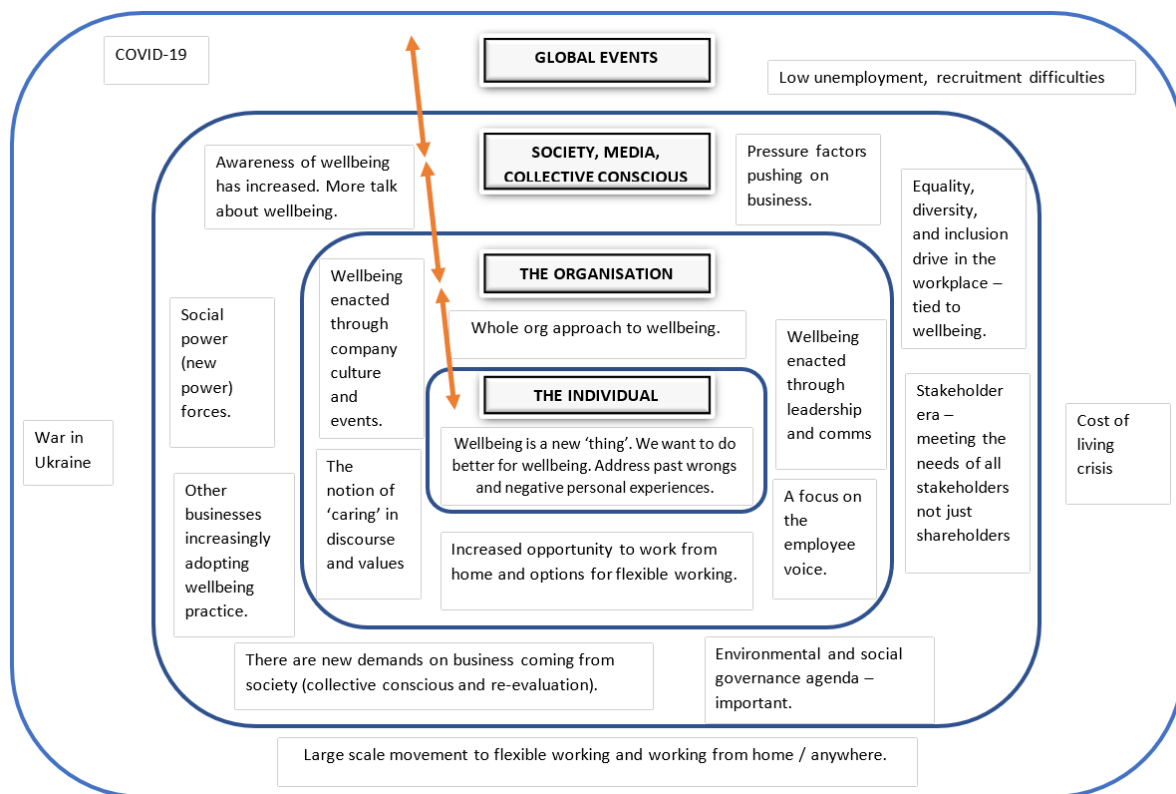 COVID-19
GLOBAL EVENTS
Low unemployment, recruitment difficulties
SOCIETY, MEDIA,
COLLECTIVE CONSCIOUS
Awareness of wellbeing
has increased. More talk
about wellbeing.
Pressure factors
pushing on
business.
Equality,
diversity,
and inclusion
drive in the
workplace –
tied to
wellbeing.
THE ORGANISATION
Wellbeing
enacted
through
company
culture
and
events.
Whole org approach to wellbeing.
Wellbeing
enacted
through
leadership
and comms
Social
power
(new
power)
forces.
THE INDIVIDUAL
Wellbeing is a new ‘thing’. We want to do
better for wellbeing. Address past wrongs
and negative personal experiences.
Stakeholder
era –
meeting the
needs of all
stakeholders
not just
shareholders
War in
Ukraine
Cost of
living
crisis
The
notion of
‘caring’ in
discourse
and values
Other
businesses
increasingly
adopting
wellbeing
practice.
A focus on
the
employee
voice.
Increased opportunity to work from
home and options for flexible working.
There are new demands on business coming from
society (collective conscious and re-evaluation).
Environmental and social
governance agenda –
important.
Large scale movement to flexible working and working from home / anywhere.